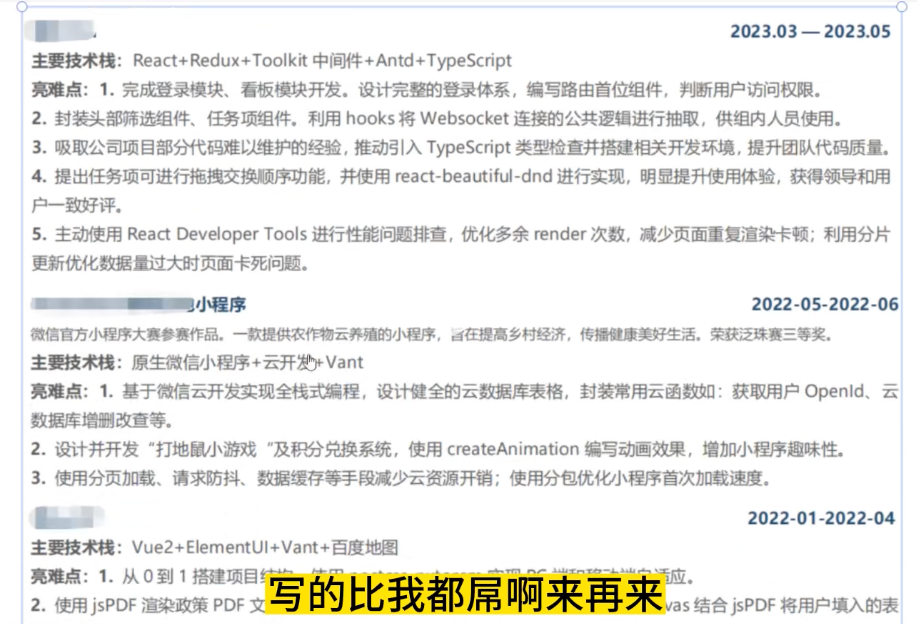 2023.03 — 2023.05
主要技术栈：React+Redux+Toolkit 中间件+Antd+TypeScript
亮难点：1. 完成登录模块、看板模块开发。设计完整的登录体系，编写路由首位组件，判断用户访问权限。
2. 封装头部筛选组件、任务项组件。利用 hooks 将 Websocket 连接的公共逻辑进行抽取，供组内人员使用。
3. 吸取公司项目部分代码难以维护的经验，推动引入 TypeScript 类型检查并搭建相关开发环境，提升团队代码质量。
4. 提出任务项可进行拖拽交换顺序功能，并使用 react-beautiful-dnd 进行实现，明显提升使用体验，获得领导和用
户一致好评。
5. 主动使用 React Developer Tools 进行性能问题排查，优化多余 render 次数，减少页面重复渲染卡顿；利用分片
更新优化数据量过大时页面卡死问题。
小程序 2022-05-2022-06
微信官方小程序大赛参赛作品。一款提供农作物云养殖的小程序，旨在提高乡村经济，传播健康美好生活。荣获泛珠赛三等奖。
主要技术栈：原生微信小程序+云开发+Vant
亮难点：1. 基于微信云开发实现全栈式编程，设计健全的云数据库表格，封装常用云函数如：获取用户 OpenId、云
数据库增删改查等。
2. 设计并开发“打地鼠小游戏 “及积分兑换系统，使用 createAnimation 编写动画效果，增加小程序趣味性。
3. 使用分页加载、请求防抖、数据缓存等手段减少云资源开销；使用分包优化小程序首次加载速度。
2022-01-2022-04
主要技术栈：Vue2+ElementUI+Vant+百度地图
亮难点：1. 从 0 到 1 搭建项目结构
2. 使用 jsPDF 渲染政策 PDF 文 结合 jsPDF 将用户填入的表
写的比我都屌啊来再来